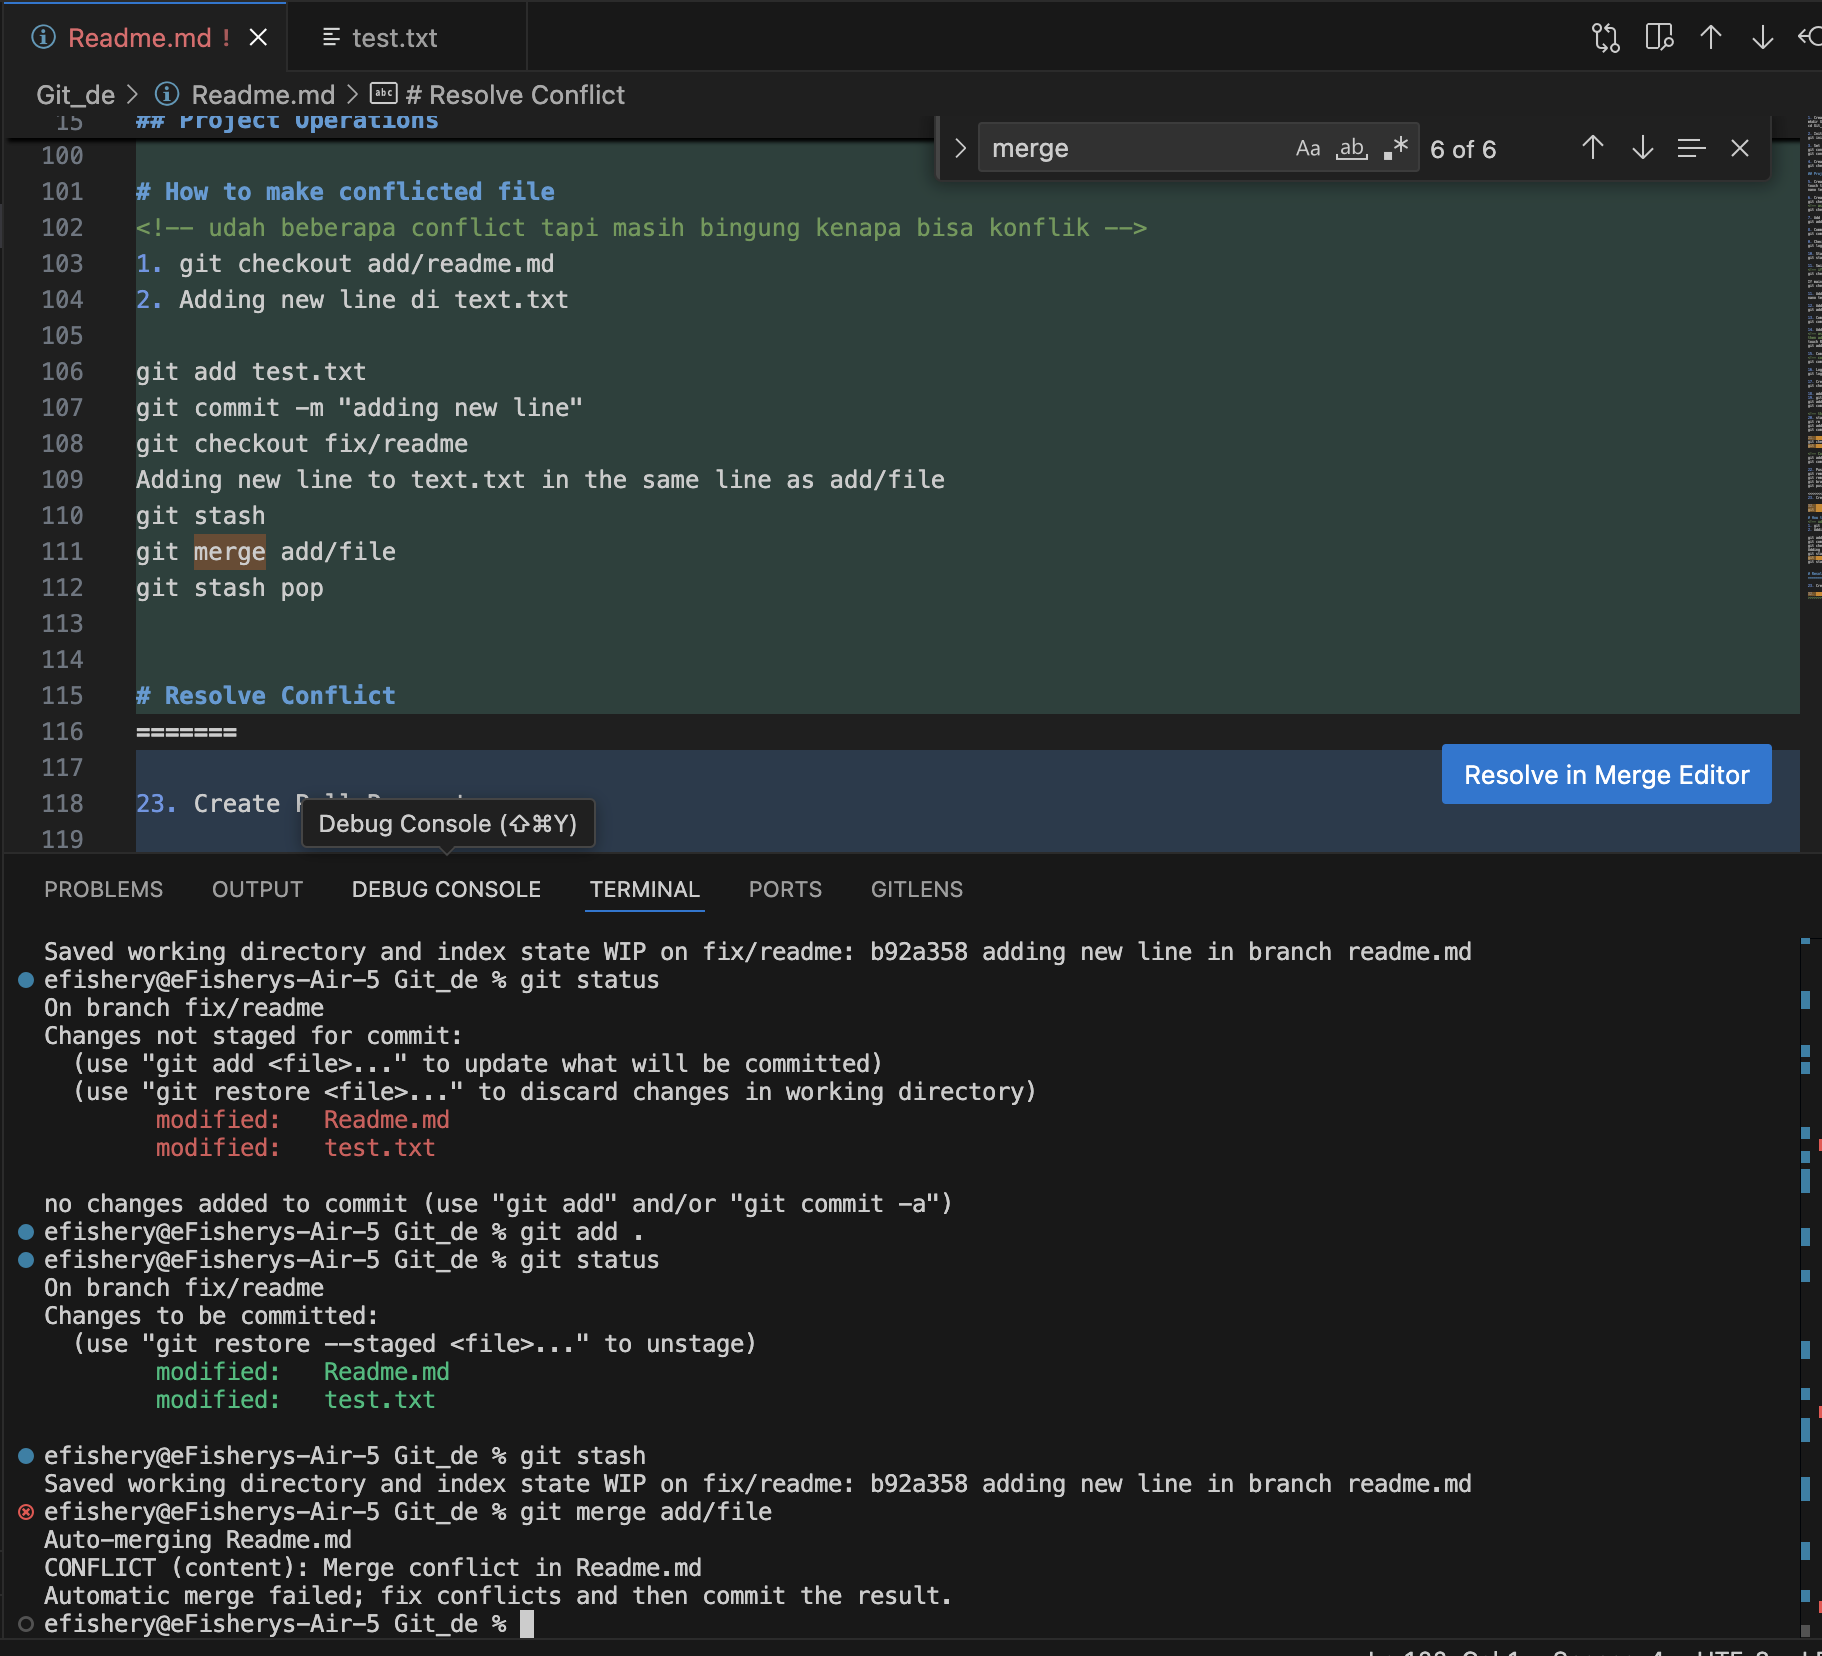 Readme.md ! test.txt
Git_de > Readme.md > # Resolve Conflict
15 ## Project Operations
merge Aa ab 6 of 6
100
101 # How to make conflicted file
102 <!-- udah beberapa conflict tapi masih bingung kenapa bisa konflik -->
103 1. git checkout add/readme.md
104 2. Adding new line di text.txt
105
106 git add test.txt
107 git commit -m "adding new line"
108 git checkout fix/readme
109 Adding new line to text.txt in the same line as add/file
110 git stash
111 git merge add/file
112 git stash pop
113
114
115 # Resolve Conflict
116 =======
117
Resolve in Merge Editor
118 23. Create
Debug Console (⇧⌘Y)
119
PROBLEMS OUTPUT DEBUG CONSOLE TERMINAL PORTS GITLENS
Saved working directory and index state WIP on fix/readme: b92a358 adding new line in branch readme.md
efishery@eFisherys-Air-5 Git_de % git status
On branch fix/readme
Changes not staged for commit:
(use "git add <file>..." to update what will be committed)
(use "git restore <file>..." to discard changes in working directory)
modified: Readme.md
modified: test.txt
no changes added to commit (use "git add" and/or "git commit -a")
efishery@eFisherys-Air-5 Git_de % git add .
efishery@eFisherys-Air-5 Git_de % git status
On branch fix/readme
Changes to be committed:
(use "git restore --staged <file>..." to unstage)
modified: Readme.md
modified: test.txt
efishery@eFisherys-Air-5 Git_de % git stash
Saved working directory and index state WIP on fix/readme: b92a358 adding new line in branch readme.md
efishery@eFisherys-Air-5 Git_de % git merge add/file
Auto-merging Readme.md
CONFLICT (content): Merge conflict in Readme.md
Automatic merge failed; fix conflicts and then commit the result.
efishery@eFisherys-Air-5 Git_de %